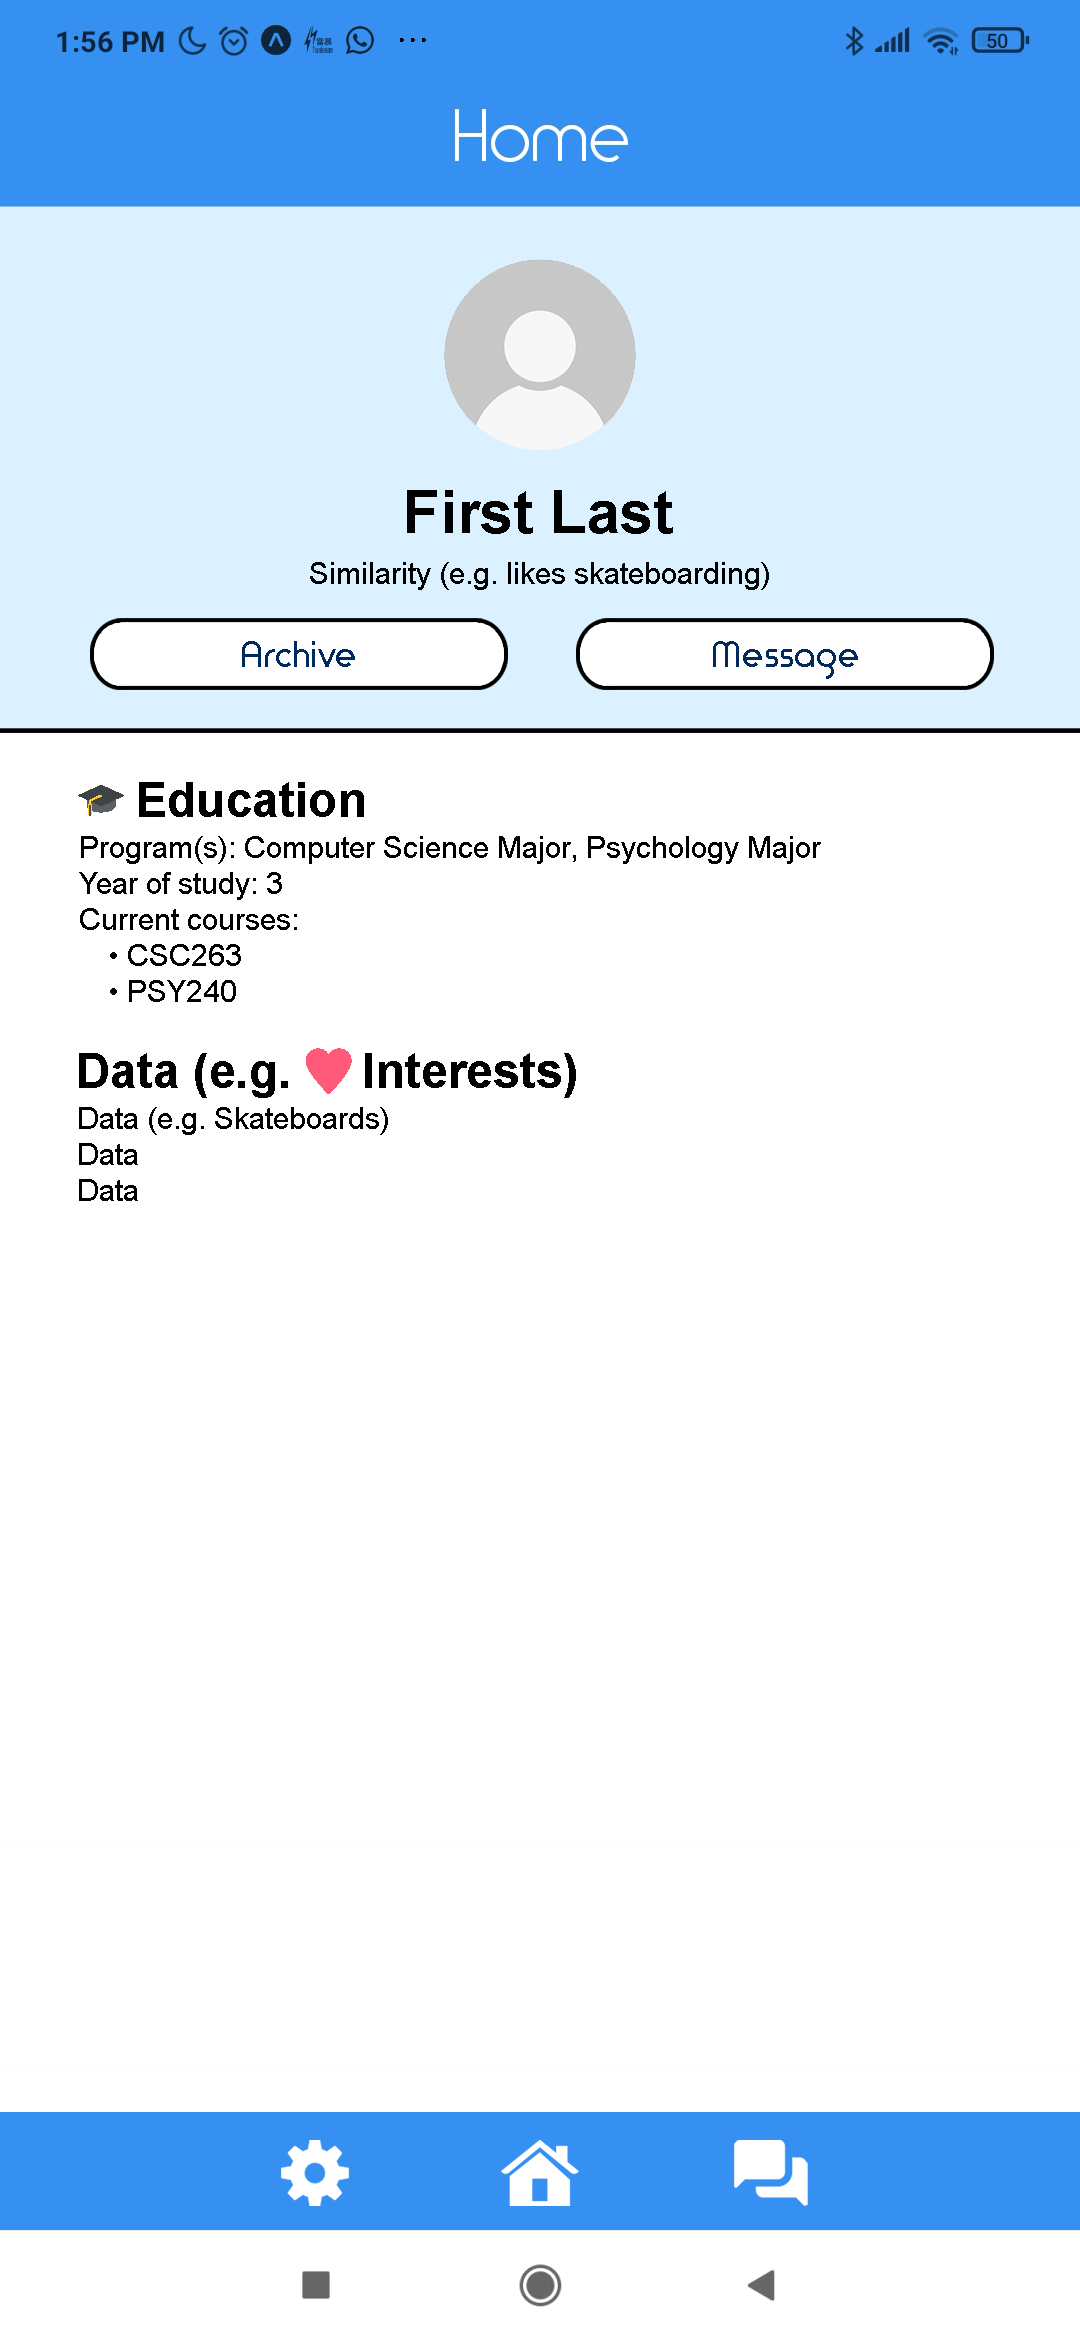 1:56 PM
50
Home
First Last
Similarity (e.g. likes skateboarding)
Archive
Message
Education
Program(s): Computer Science Major, Psychology Major
Year of study: 3
Current courses:
• CSC263
• PSY240
Data (e.g. ❤ Interests)
Data (e.g. Skateboards)
Data
Data